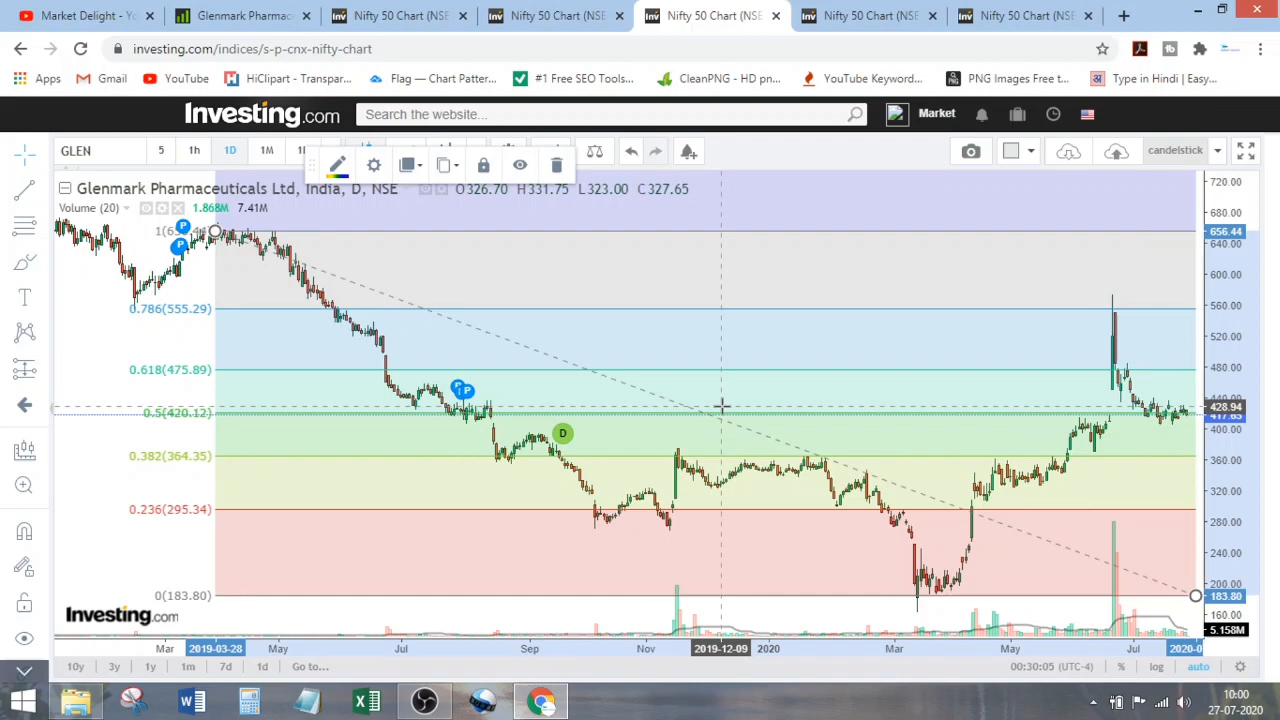 Market Delight - Yo
Glenmark Pharmac
Nifty 50 Chart (NSE
Nifty 50 Chart (NSE
Nifty 50 Chart (NSE
Nifty 50 Chart (NSE
Nifty 50 Chart (NSE
investing.com/indices/s-p-cnx-nifty-chart
Apps
Gmail
YouTube
HiClipart - Transpar...
Flag — Chart Patter...
#1 Free SEO Tools...
CleanPNG - HD pn...
YouTube Keyword...
PNG Images Free t...
Type in Hindi | Easy...
Investing.com
Search the website...
Market
GLEN
5
1h
1D
1M
candlestick
Glenmark Pharmaceuticals Ltd, India, D, NSE
O326.70 H331.75 L323.00 C327.65
Volume (20)
1.868M 7.41M
0.786(555.29)
0.618(475.89)
0.5(420.12)
0.382(364.35)
0.236(295.34)
0(183.80)
P
P
P
P
D
720.00
680.00
656.44
640.00
600.00
560.00
520.00
480.00
428.94
400.00
360.00
320.00
280.00
240.00
200.00
183.80
160.00
5.158M
Investing.com
Mar
2019-03-28
May
Jul
Sep
Nov
2019-12-09
2020
Mar
May
Jul
2020-0
10y
3y
1y
1m
7d
1d
Go to...
00:30:05 (UTC-4)
%
log
auto
10:00
27-07-2020